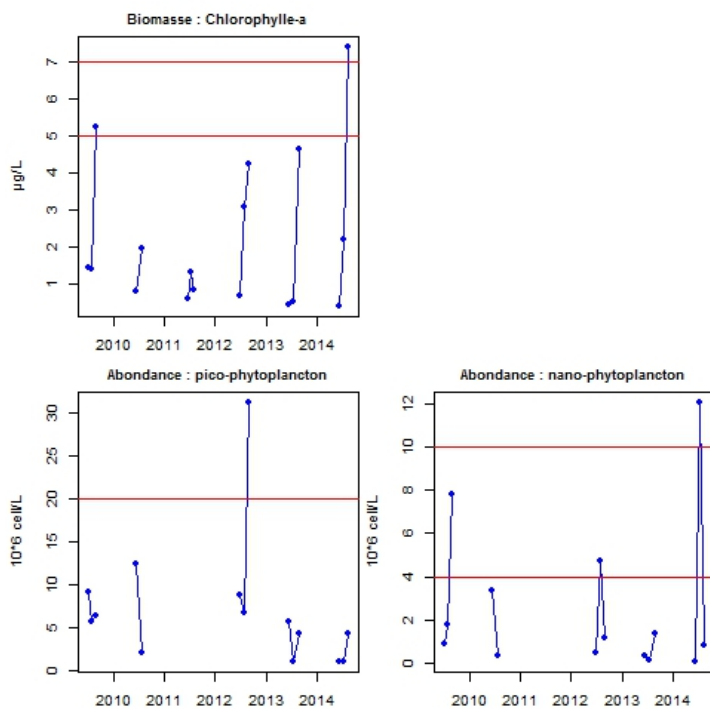 Biomasse : Chlorophylle-a
µg/L
7
6
5
4
3
2
1
2010 2011 2012 2013 2014
Abondance : pico-phytoplancton
10*6 cell/L
30
25
20
15
10
5
0
2010 2011 2012 2013 2014
Abondance : nano-phytoplancton
10*6 cell/L
12
10
8
6
4
2
0
2010 2011 2012 2013 2014